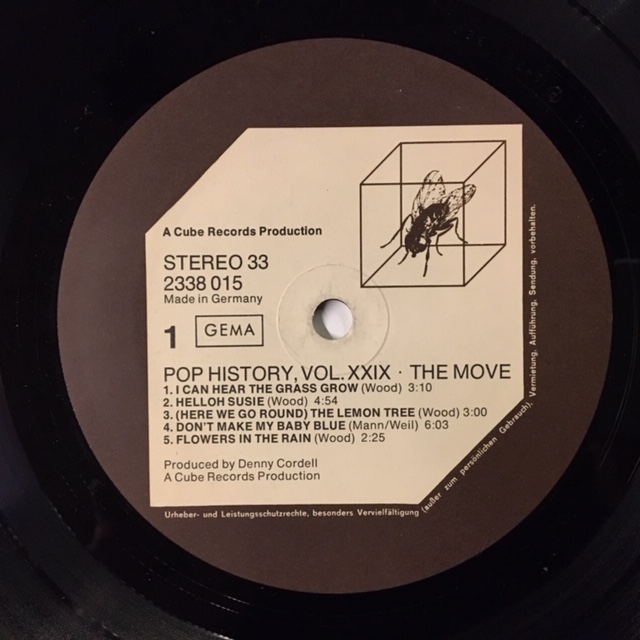 A Cube Records Production
STEREO 33
2338 015
Made in Germany
1
GEMA
POP HISTORY, VOL. XXIX · THE MOVE
1. I CAN HEAR THE GRASS GROW (Wood) 3:10
2. HELLOH SUSIE (Wood) 4:54
3. (HERE WE GO ROUND) THE LEMON TREE (Wood) 3:00
4. DON'T MAKE MY BABY BLUE (Mann/Weil) 6:03
5. FLOWERS IN THE RAIN (Wood) 2:25
Produced by Denny Cordell
A Cube Records Production
Urheber- und Leistungsschutzrechte, besonders Vervielfältigung (außer zum persönlichen Gebrauch), Vermietung, Aufführung, Sendung, vorbehalten.